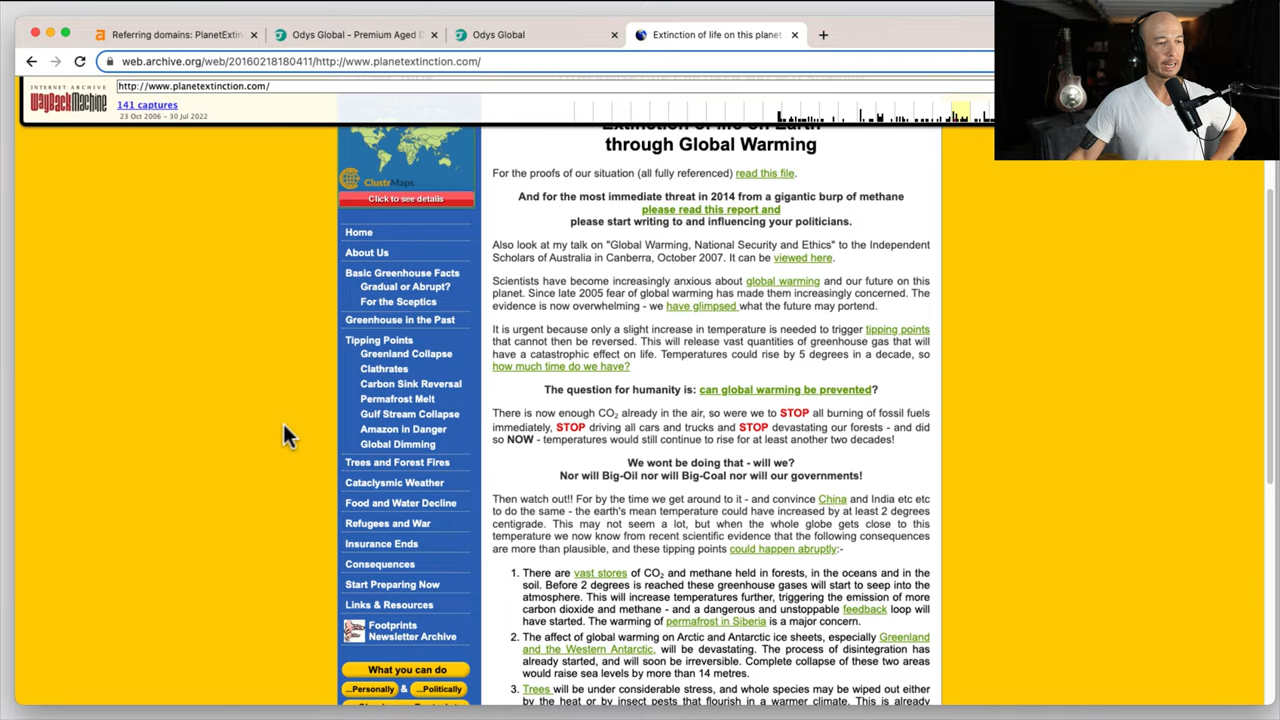 Referring domains: PlanetExtin
Odys Global - Premium Aged D
Odys Global
Extinction of life on this planet
web.archive.org/web/20160218180411/http://www.planetextinction.com/
INTERNET ARCHIVE
WayBackMachine
http://www.planetextinction.com/
141 captures
23 Oct 2006 – 30 Jul 2022
ClustrMaps
Click to see details
Home
About Us
Basic Greenhouse Facts
Gradual or Abrupt?
For the Sceptics
Greenhouse in the Past
Tipping Points
Greenland Collapse
Clathrates
Carbon Sink Reversal
Permafrost Melt
Gulf Stream Collapse
Amazon in Danger
Global Dimming
Trees and Forest Fires
Cataclysmic Weather
Food and Water Decline
Refugees and War
Insurance Ends
Consequences
Start Preparing Now
Links & Resources
Footprints
Newsletter Archive
What you can do
...Personally & ...Politically
Extinction of life on Earth
through Global Warming
For the proofs of our situation (all fully referenced) read this file.
And for the most immediate threat in 2014 from a gigantic burp of methane
please read this report and
please start writing to and influencing your politicians.
Also look at my talk on "Global Warming, National Security and Ethics" to the Independent
Scholars of Australia in Canberra, October 2007. It can be viewed here.
Scientists have become increasingly anxious about global warming and our future on this
planet. Since late 2005 fear of global warming has made them increasingly concerned. The
evidence is now overwhelming - we have glimpsed what the future may portend.
It is urgent because only a slight increase in temperature is needed to trigger tipping points
that cannot then be reversed. This will release vast quantities of greenhouse gas that will
have a catastrophic effect on life. Temperatures could rise by 5 degrees in a decade, so
how much time do we have?
The question for humanity is: can global warming be prevented?
There is now enough CO₂ already in the air, so were we to STOP all burning of fossil fuels
immediately, STOP driving all cars and trucks and STOP devastating our forests - and did
so NOW - temperatures would still continue to rise for at least another two decades!
We wont be doing that - will we?
Nor will Big-Oil nor will Big-Coal nor will our governments!
Then watch out!! For by the time we get around to it - and convince China and India etc etc
to do the same - the earth's mean temperature could have increased by at least 2 degrees
centigrade. This may not seem a lot, but when the whole globe gets close to this
temperature we now know from recent scientific evidence that the following consequences
are more than plausible, and these tipping points could happen abruptly:-
1. There are vast stores of CO₂ and methane held in forests, in the oceans and in the
soil. Before 2 degrees is reached these greenhouse gases will start to seep into the
atmosphere. This will increase temperatures further, triggering the emission of more
carbon dioxide and methane - and a dangerous and unstoppable feedback loop will
have started. The warming of permafrost in Siberia is a major concern.
2. The affect of global warming on Arctic and Antarctic ice sheets, especially Greenland
and the Western Antarctic, will be devastating. The process of disintegration has
already started, and will soon be irreversible. Complete collapse of these two areas
would raise sea levels by more than 14 metres.
3. Trees will be under considerable stress, and whole species may be wiped out either
by the heat or by insect pests that flourish in a warmer climate. This is already